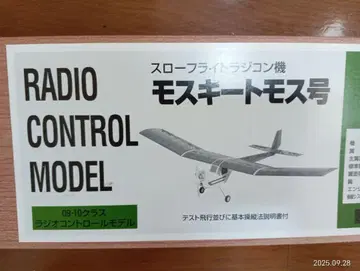 RADIO
CONTROL
MODEL
09-10クラス
ラジオコントロールモデル
スローフライトラジコン機
モスキートモス号
テスト飛行並びに基本操縦法説明書付
2025.09.28